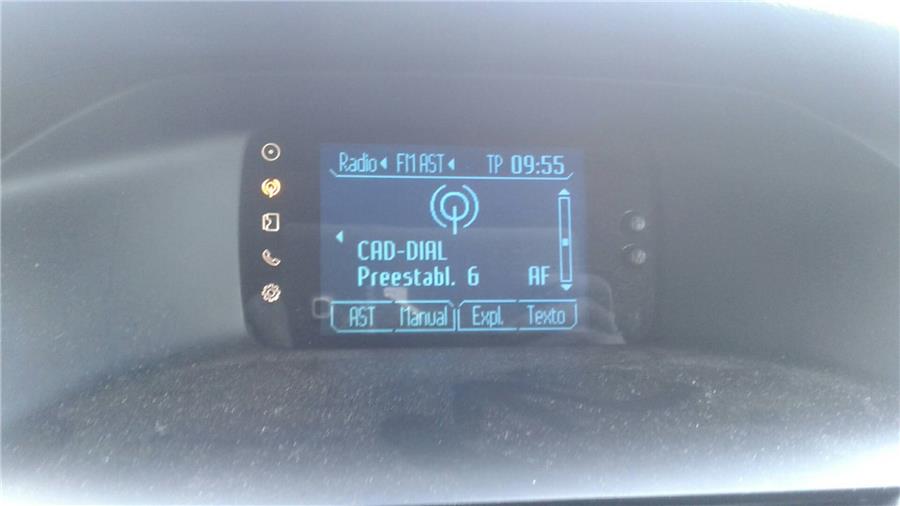 Radio FM AST TP 09:55
CAD-DIAL
Preestabl. 6 AF
AST Manual Expl. Texto